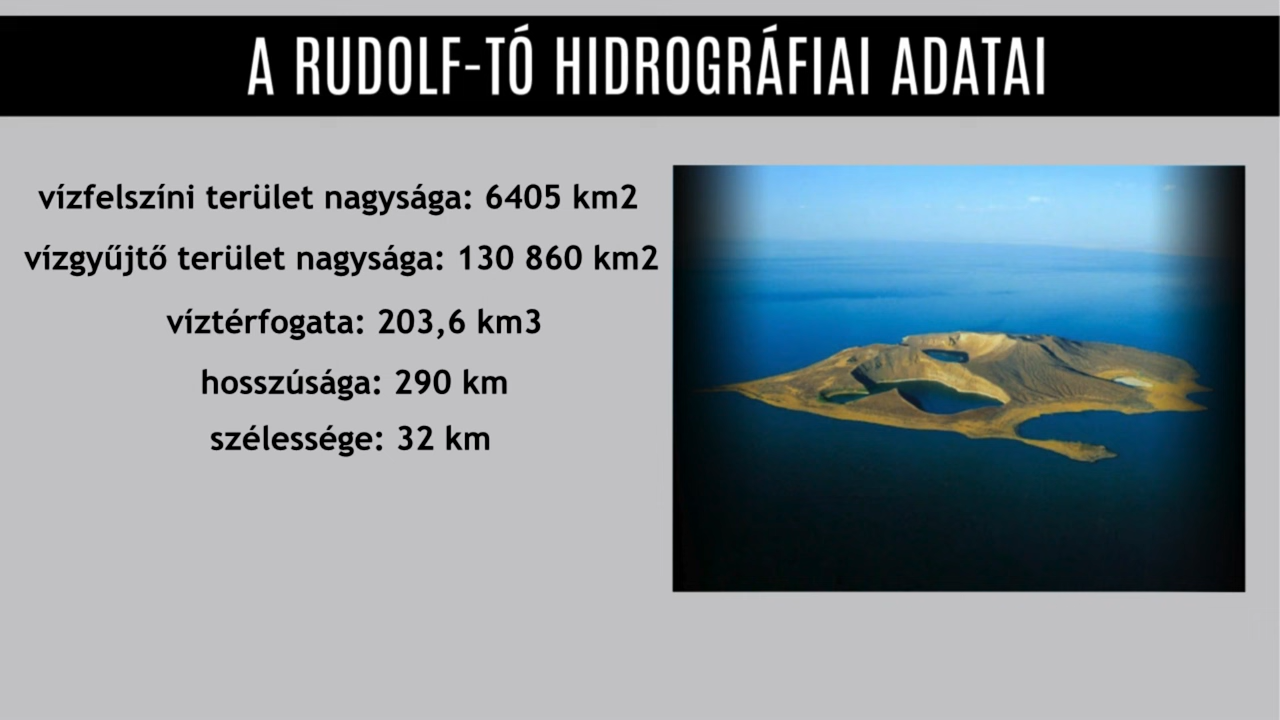 A RUDOLF-TÓ HIDROGRÁFIAI ADATAI
vízfelszíni terület nagysága: 6405 km2
vízgyűjtő terület nagysága: 130 860 km2
víztérfogata: 203,6 km3
hosszúsága: 290 km
szélessége: 32 km